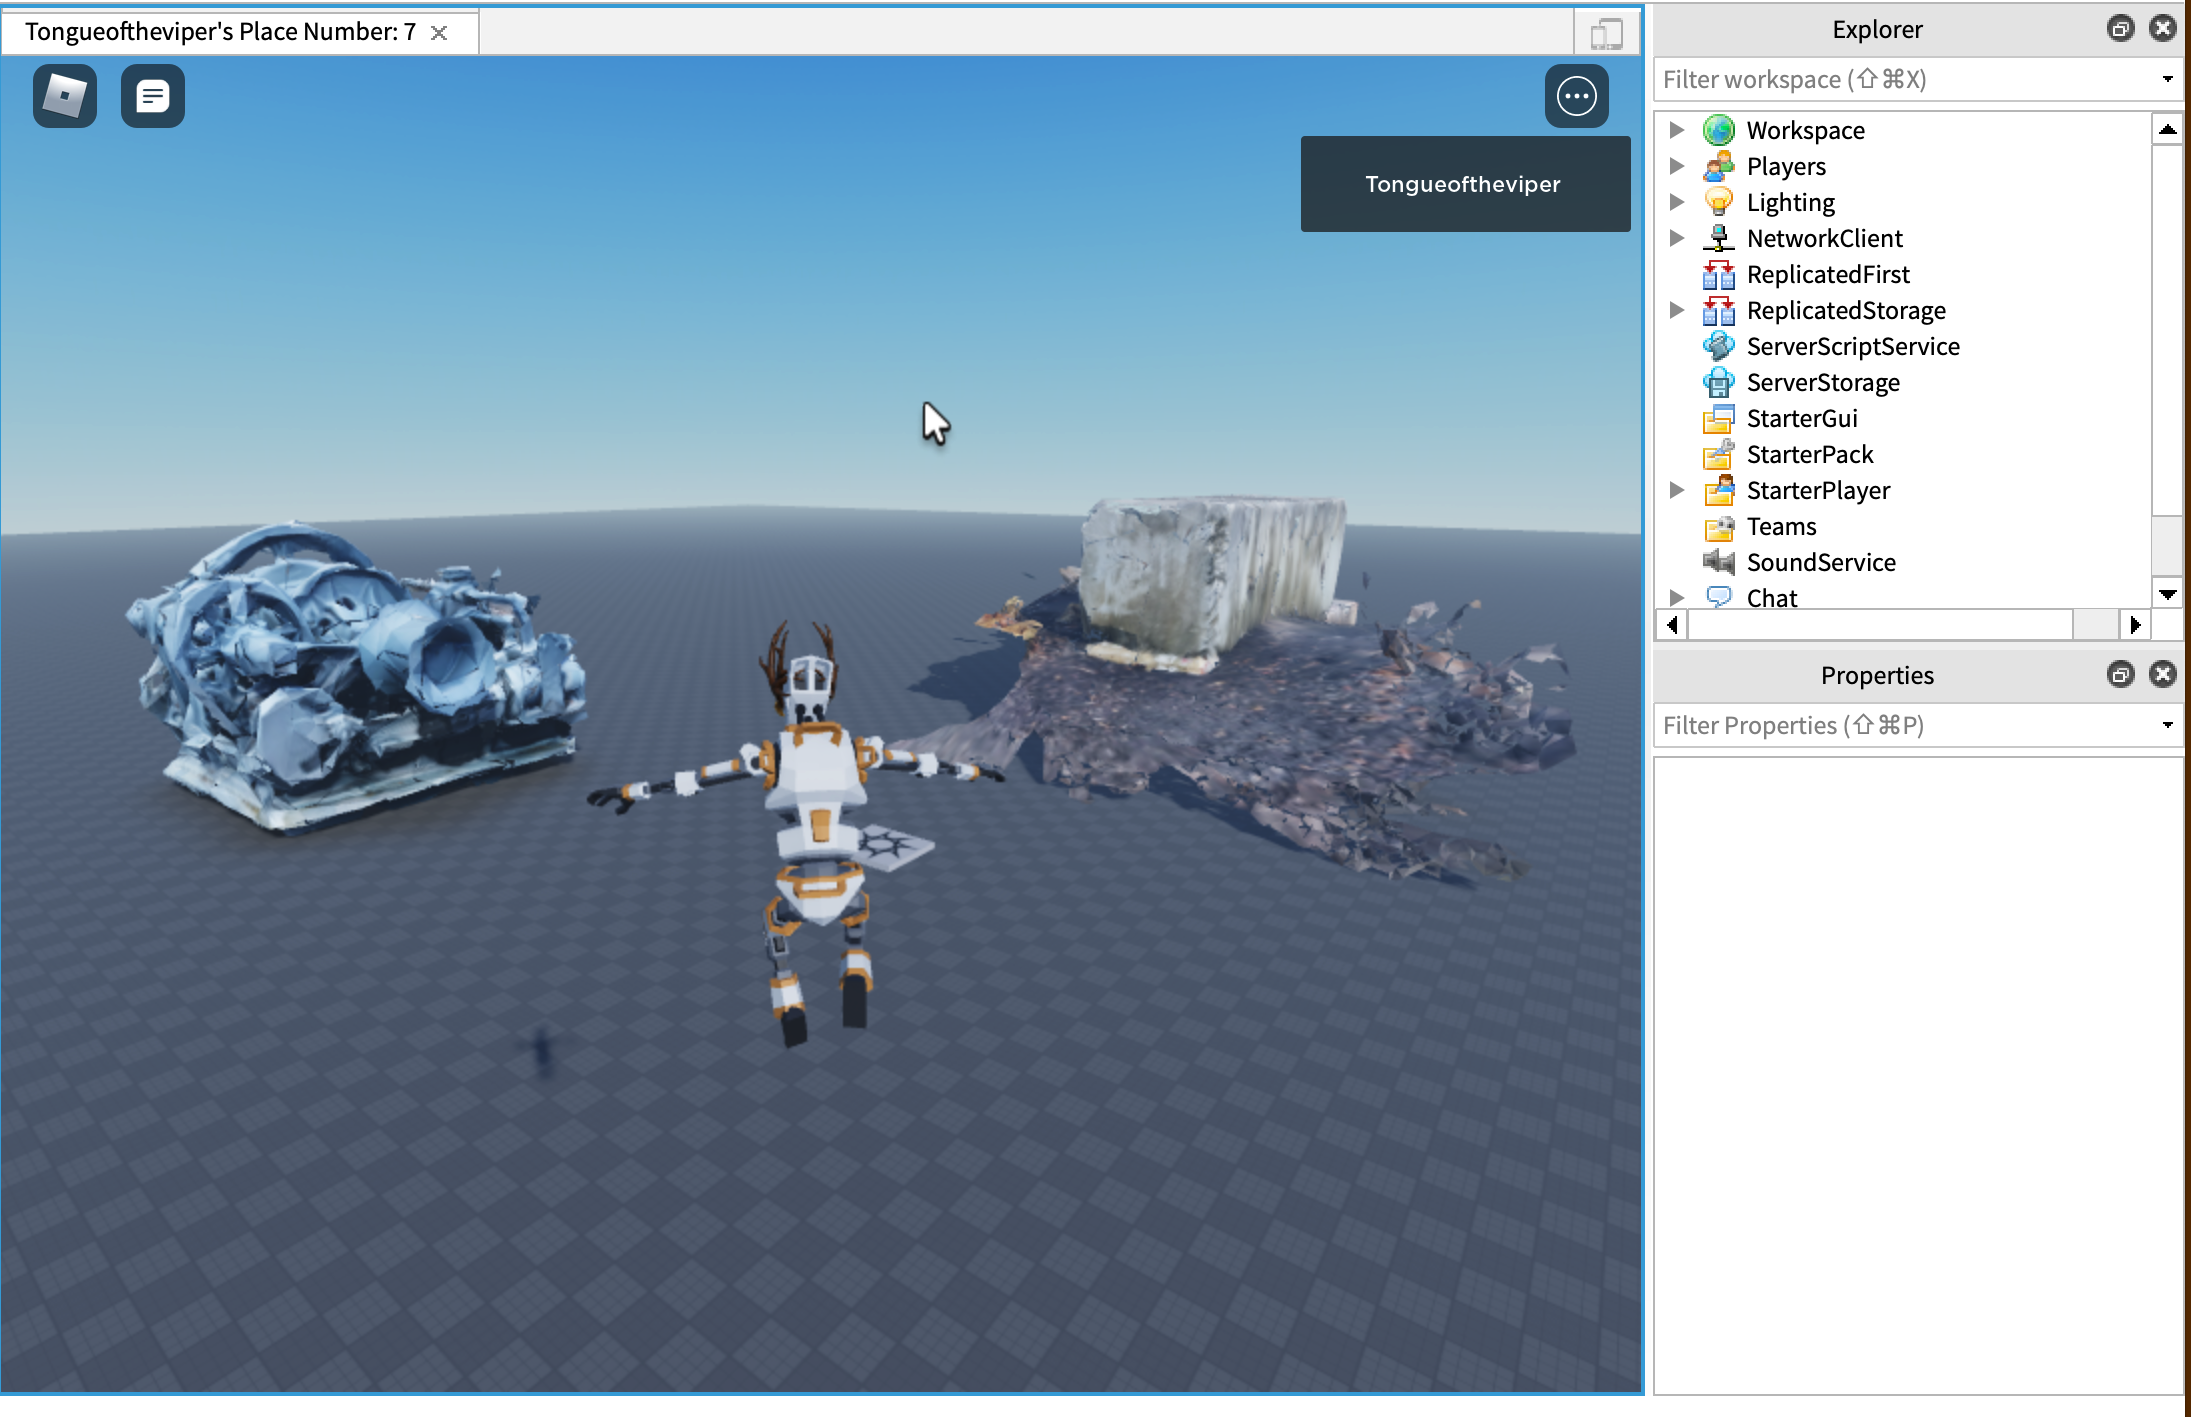 Tongueoftheviper's Place Number: 7
Tongueoftheviper
Explorer
Filter workspace (⇧⌘X)
Workspace
Players
Lighting
NetworkClient
ReplicatedFirst
ReplicatedStorage
ServerScriptService
ServerStorage
StarterGui
StarterPack
StarterPlayer
Teams
SoundService
Chat
Properties
Filter Properties (⇧⌘P)